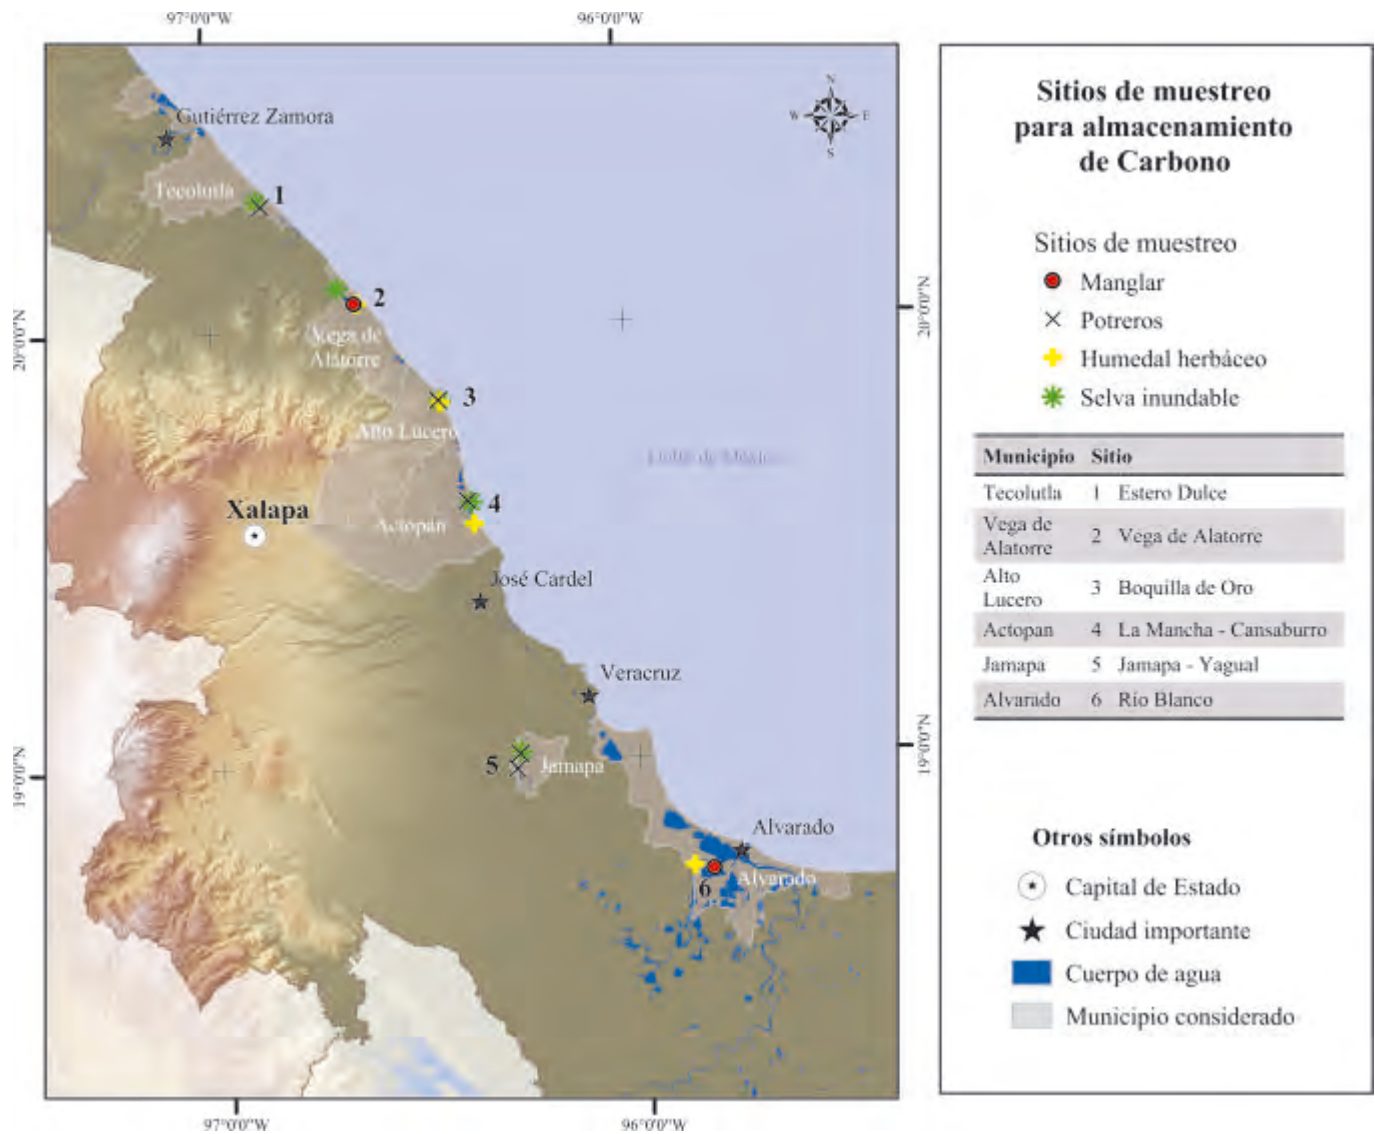 97°0'0"W
96°0'0"W
N
W
E
S
Gutiérrez Zamora
Tecolutla
1
2
Vega de
Alatorre
3
Alto Lucero
20°0'0"N
20°0'0"N
Golfo de México
Xalapa
4
Actopan
José Cardel
Veracruz
5
Jamapa
19°0'0"N
19°0'0"N
Alvarado
6
Alvarado
97°0'0"W
96°0'0"W
Sitios de muestreo
para almacenamiento
de Carbono
Sitios de muestreo
Manglar
Potreros
Humedal herbáceo
Selva inundable
Municipio Sitio
Tecolutla 1 Estero Dulce
Vega de
Alatorre 2 Vega de Alatorre
Alto
Lucero 3 Boquilla de Oro
Actopan 4 La Mancha - Cansaburro
Jamapa 5 Jamapa - Yagual
Alvarado 6 Río Blanco
Otros símbolos
Capital de Estado
Ciudad importante
Cuerpo de agua
Municipio considerado